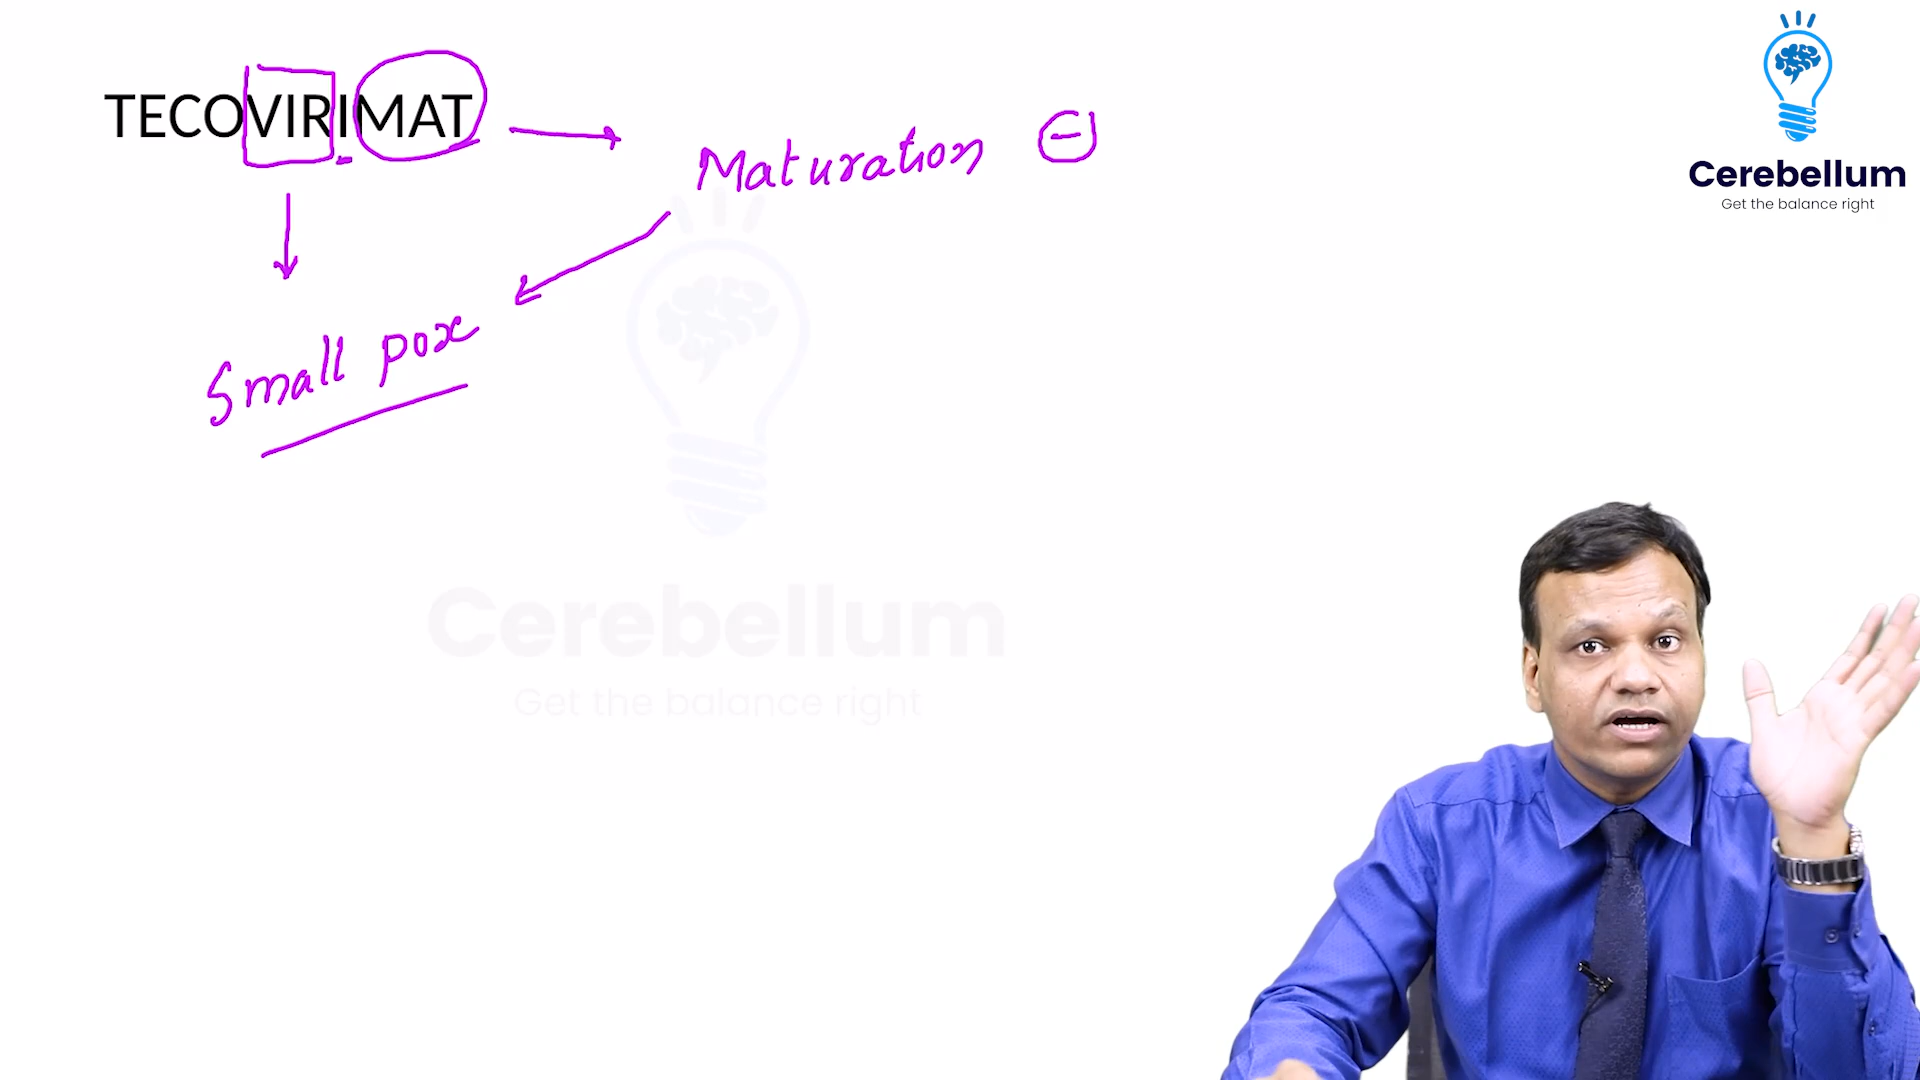 TECOVIRIMAT
Maturation ⊖
Small pox
Cerebellum
Get the balance right
Cerebellum
Get the balance right